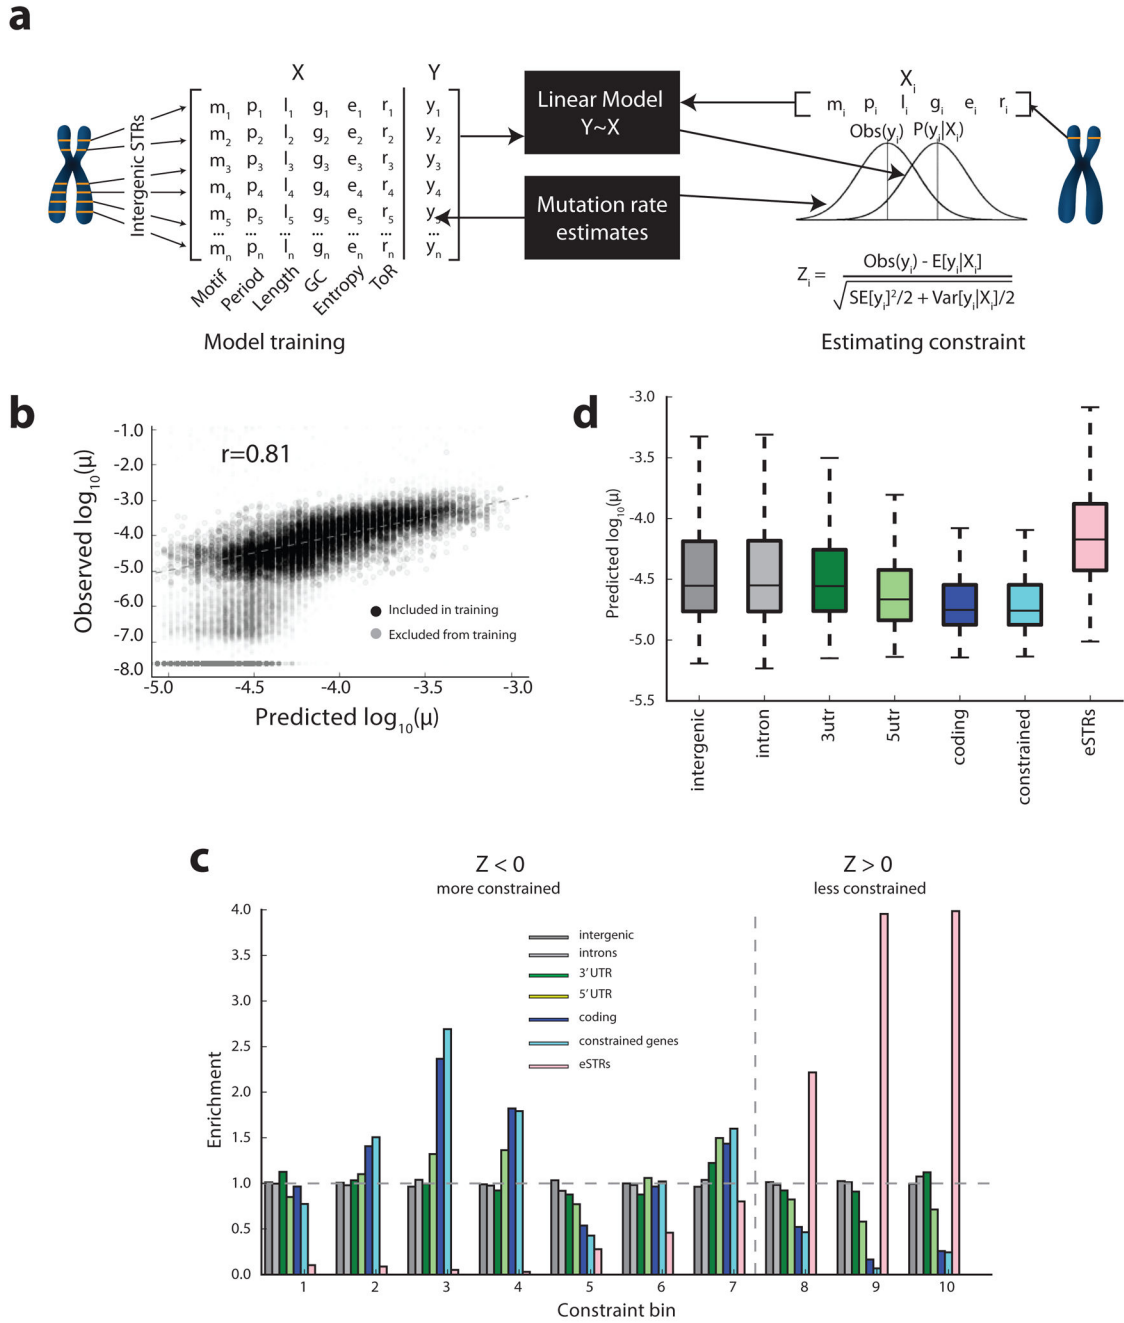 a
X Y
Intergenic STRs
m1 p1 l1 g1 e1 r1 y1
m2 p2 l2 g2 e2 r2 y2
m3 p3 l3 g3 e3 r3 y3
m4 p4 l4 g4 e4 r4 y4
m5 p5 l5 g5 e5 r5 y5
... ... ... ... ... ... ...
mn pn ln gn en rn yn
Motif Period Length GC Entropy ToR
Model training
Linear Model
Y~X
Mutation rate
estimates
Xi
mi pi li gi ei ri
Obs(yi) P(yi|Xi)
Zi = Obs(yi) - E[yi|Xi]
√SE[yi]²/2 + Var[yi|Xi]/2
Estimating constraint
b
r=0.81
Observed log10(μ)
-1.0
-2.0
-3.0
-4.0
-5.0
-6.0
-7.0
-8.0
Included in training
Excluded from training
-5.0 -4.5 -4.0 -3.5 -3.0
Predicted log10(μ)
d
Predicted log10(μ)
-3.0
-3.5
-4.0
-4.5
-5.0
-5.5
intergenic intron 3utr 5utr coding constrained eSTRs
c
Z < 0 Z > 0
more constrained less constrained
Enrichment
4.0
3.5
3.0
2.5
2.0
1.5
1.0
0.5
0.0
intergenic
introns
3'UTR
5'UTR
coding
constrained genes
eSTRs
1 2 3 4 5 6 7 8 9 10
Constraint bin